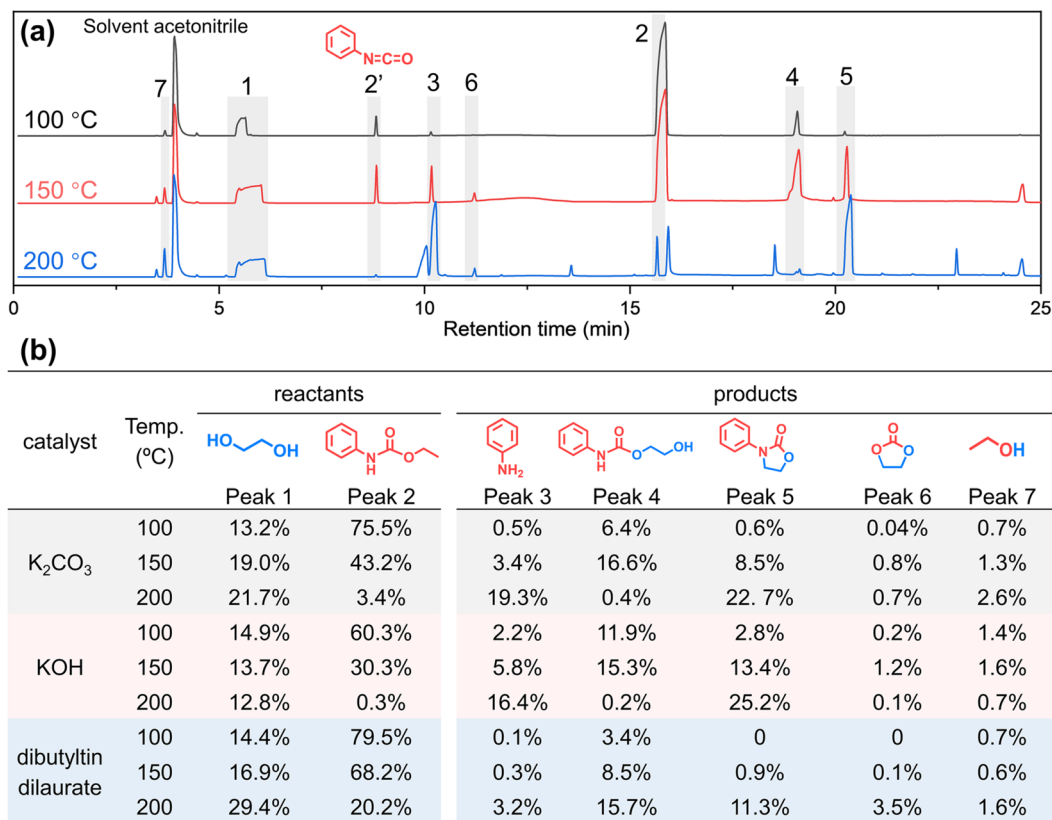 (a)
Solvent acetonitrile
N=C=O
7
1
2'
3
6
2
4
5
100 °C
150 °C
200 °C
0 5 10 15 20 25
Retention time (min)
(b)
reactants products
catalyst Temp. (ºC)
HO OH
N H O O
NH2
N H O O OH
O N O
O O O
OH
Peak 1 Peak 2 Peak 3 Peak 4 Peak 5 Peak 6 Peak 7
K2CO3
100 13.2% 75.5% 0.5% 6.4% 0.6% 0.04% 0.7%
150 19.0% 43.2% 3.4% 16.6% 8.5% 0.8% 1.3%
200 21.7% 3.4% 19.3% 0.4% 22. 7% 0.7% 2.6%
KOH
100 14.9% 60.3% 2.2% 11.9% 2.8% 0.2% 1.4%
150 13.7% 30.3% 5.8% 15.3% 13.4% 1.2% 1.6%
200 12.8% 0.3% 16.4% 0.2% 25.2% 0.1% 0.7%
dibutyltin
dilaurate
100 14.4% 79.5% 0.1% 3.4% 0 0 0.7%
150 16.9% 68.2% 0.3% 8.5% 0.9% 0.1% 0.6%
200 29.4% 20.2% 3.2% 15.7% 11.3% 3.5% 1.6%